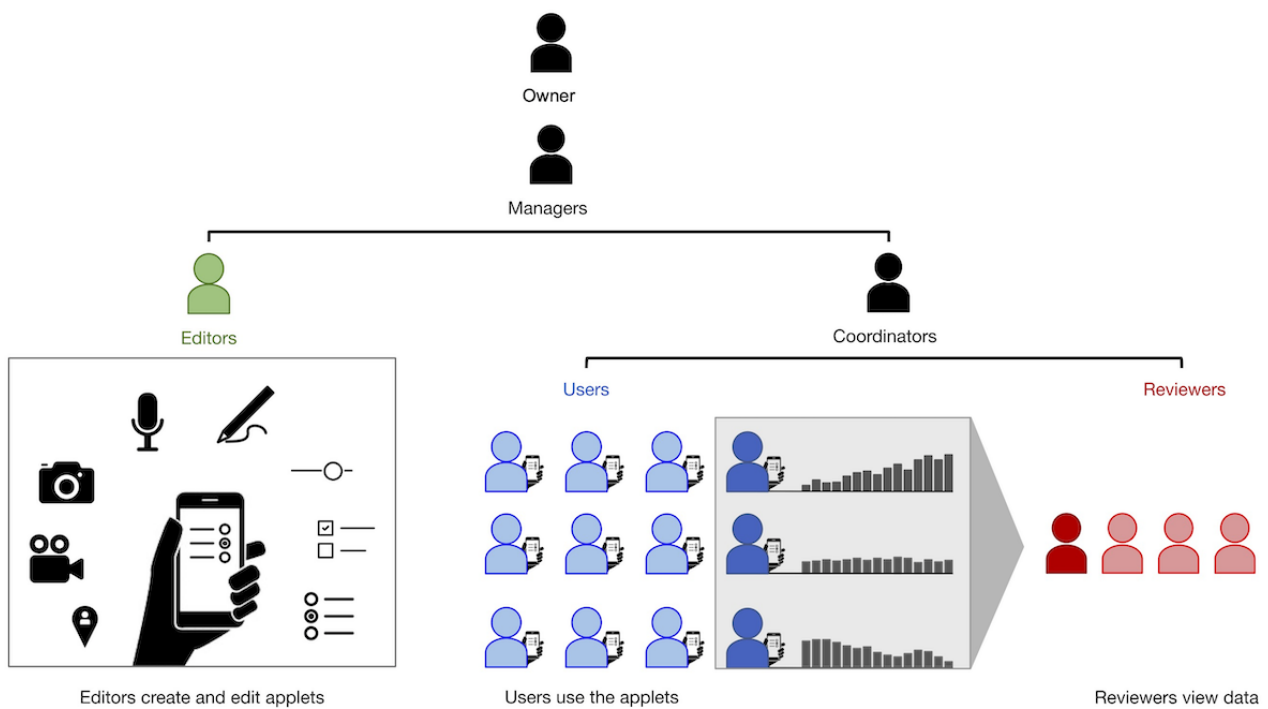 Owner
Managers
Editors
Coordinators
Users
Reviewers
Editors create and edit applets
Users use the applets
Reviewers view data